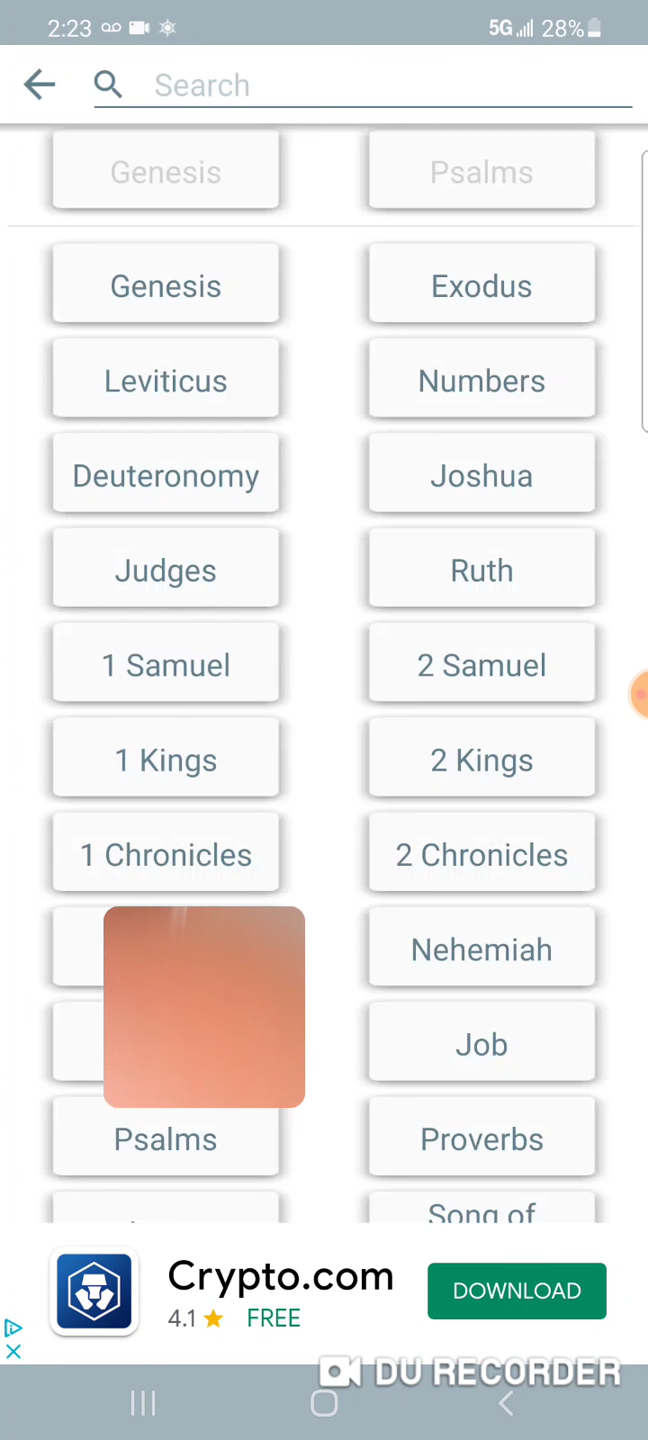 2:23 5G 28%
Search
Genesis Psalms
Genesis Exodus
Leviticus Numbers
Deuteronomy Joshua
Judges Ruth
1 Samuel 2 Samuel
1 Kings 2 Kings
1 Chronicles 2 Chronicles
Nehemiah
Job
Psalms Proverbs
Song of
Crypto.com
4.1 FREE
DOWNLOAD
DU RECORDER